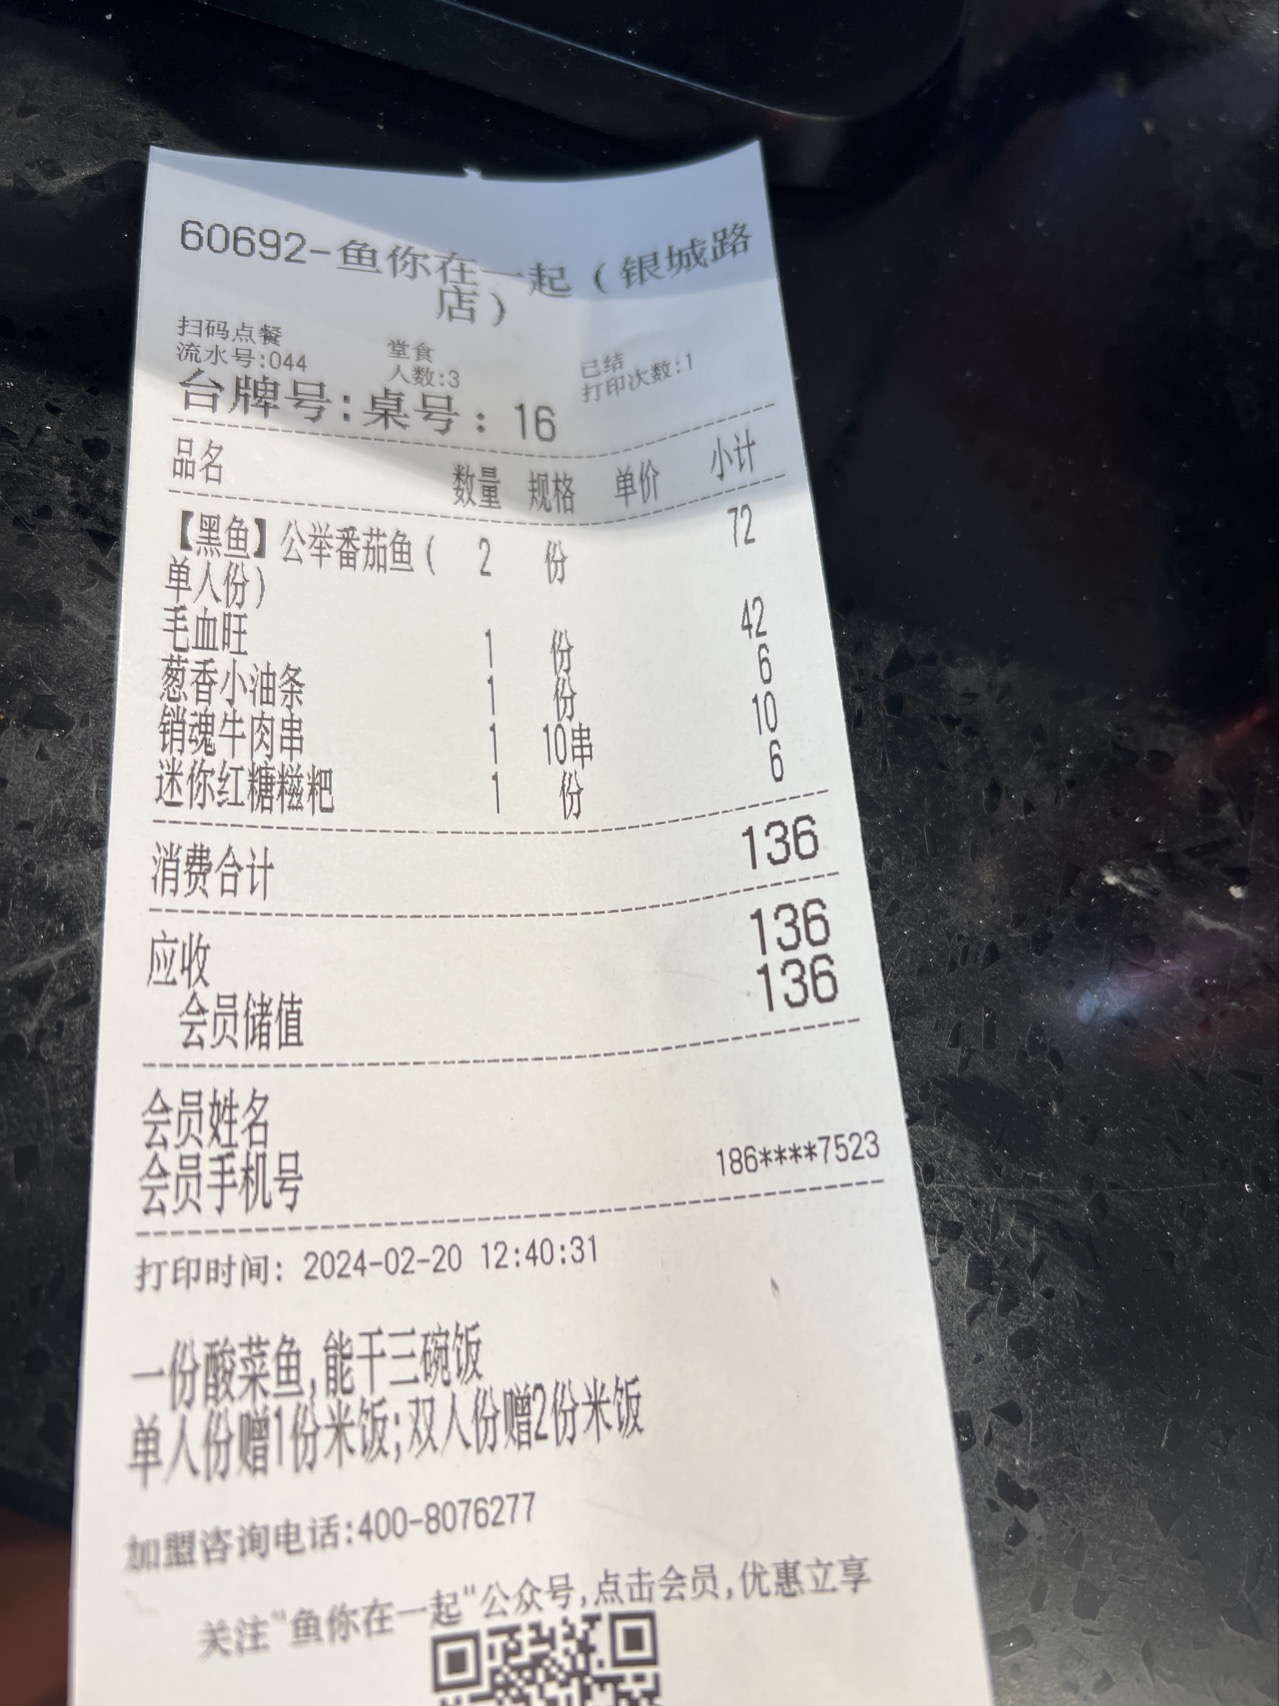 60692-鱼你在一起（银城路
店）
扫码点餐 堂食 已结
流水号:044 人数:3 打印次数:1
台牌号:桌号：16
品名 数量 规格 单价 小计
【黑鱼】公举番茄鱼( 2 份 72
单人份)
毛血旺 1 份 42
葱香小油条 1 份 6
销魂牛肉串 1 10串 10
迷你红糖糍粑 1 份 6
消费合计 136
应收 136
会员储值 136
会员姓名
会员手机号 186****7523
打印时间: 2024-02-20 12:40:31
一份酸菜鱼,能干三碗饭
单人份赠1份米饭;双人份赠2份米饭
加盟咨询电话:400-8076277
关注"鱼你在一起"公众号,点击会员,优惠立享